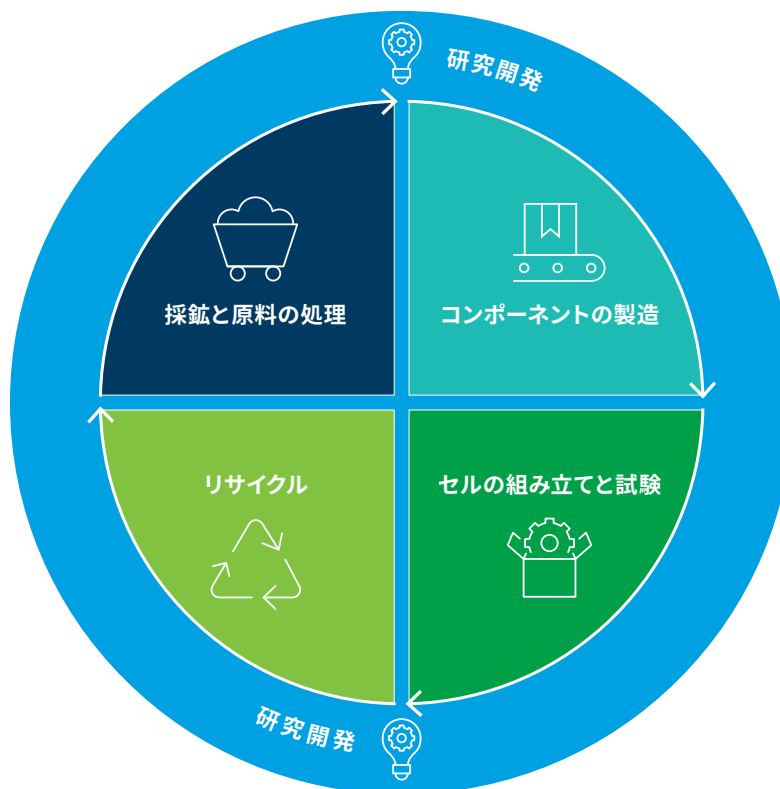 研究開発
採鉱と原料の処理
コンポーネントの製造
リサイクル
セルの組み立てと試験
研究開発